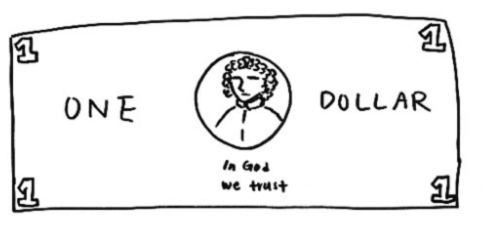 1 1
ONE DOLLAR
In God
we trust
1 1